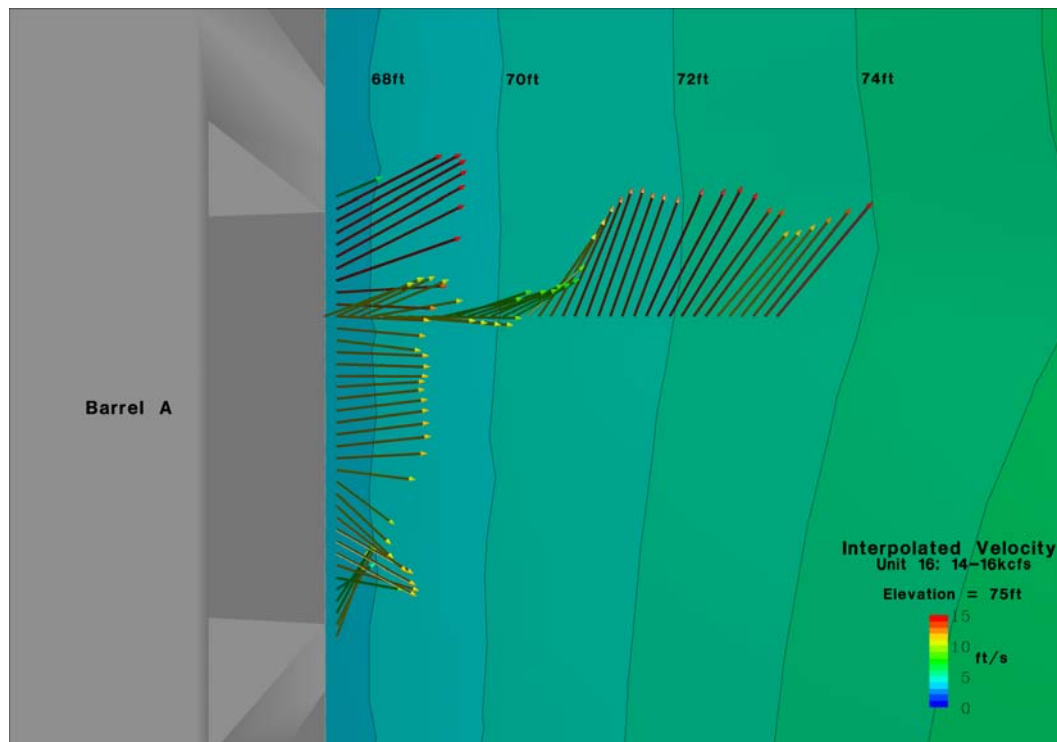 68ft
70ft
72ft
74ft
Barrel A
Interpolated Velocity
Unit 16: 14-16kcfs
Elevation = 75ft
15
10
ft/s
5
0